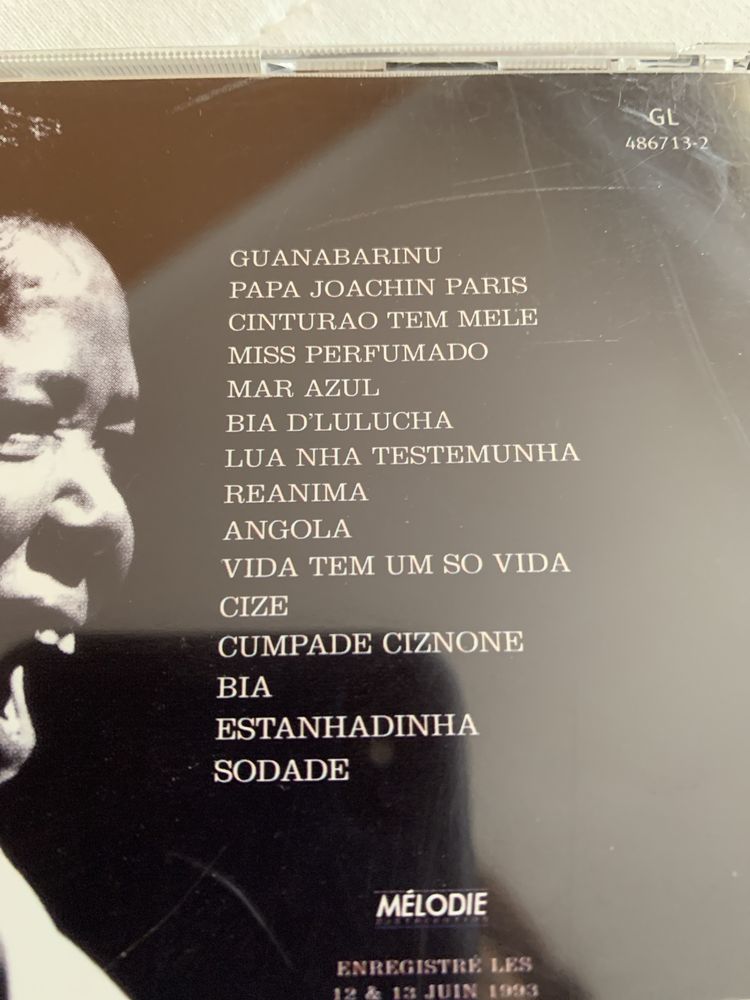 GL
486713-2
GUANABARINU
PAPA JOACHIN PARIS
CINTURAO TEM MELE
MISS PERFUMADO
MAR AZUL
BIA D'LULUCHA
LUA NHA TESTEMUNHA
REANIMA
ANGOLA
VIDA TEM UM SO VIDA
CIZE
CUMPADE CIZNONE
BIA
ESTANHADINHA
SODADE
MÉLODIE
DISTRIBUTION
ENREGISTRÉ LES
12 & 13 JUIN 1993